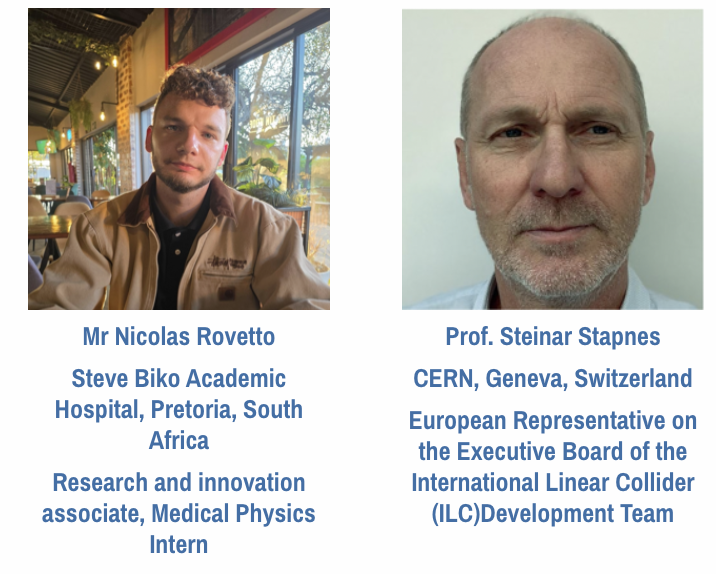 Mr Nicolas Rovetto
Steve Biko Academic
Hospital, Pretoria, South
Africa
Research and innovation
associate, Medical Physics
Intern
Prof. Steinar Stapnes
CERN, Geneva, Switzerland
European Representative on
the Executive Board of the
International Linear Collider
(ILC)Development Team